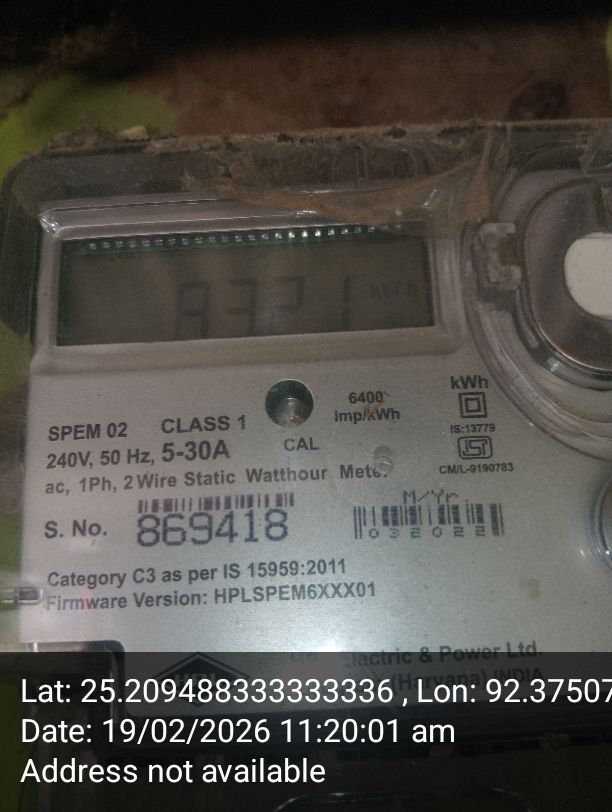 8321 kWh
6400
imp/kWh
kWh
SPEM 02 CLASS 1
CAL
IS:13779
ISI
240V, 50 Hz, 5-30A
CM/L-9190783
ac, 1Ph, 2 Wire Static Watthour Meter
M/Yr
S. No. 869418
032022
Category C3 as per IS 15959:2011
Firmware Version: HPLSPEM6XXX01
Electric & Power Ltd.
(Haryana) INDIA
Lat: 25.209488333333336 , Lon: 92.37507
Date: 19/02/2026 11:20:01 am
Address not available